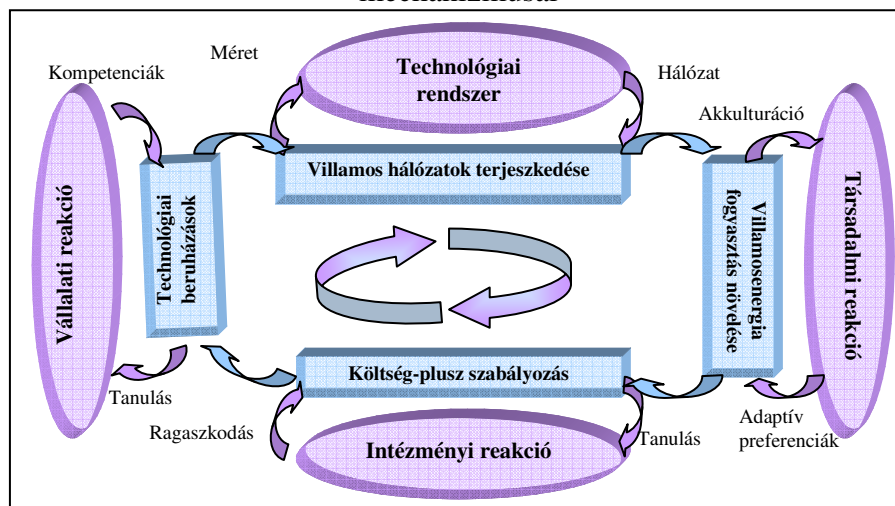 mechanizmusai
Kompetenciák
Méret
Technológiai
rendszer
Hálózat
Akkulturáció
Villamos hálózatok terjeszkedése
Vállalati reakció
Technológiai
beruházások
Villamosenergia
fogyasztás növelése
Társadalmi reakció
Költség-plusz szabályozás
Tanulás
Ragaszkodás
Intézményi reakció
Tanulás
Adaptív
preferenciák